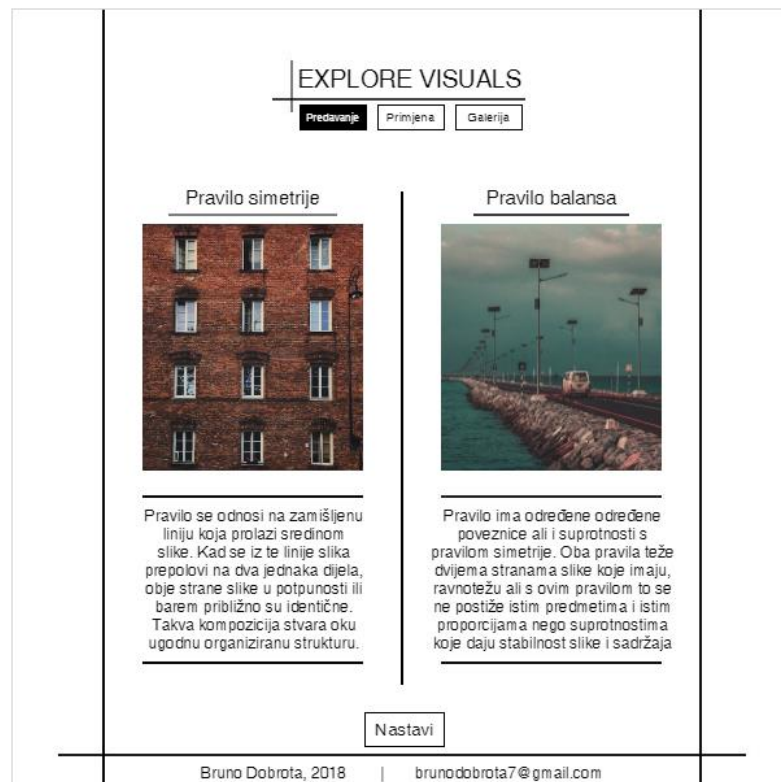 EXPLORE VISUALS
Predavanje
Primjena
Galerija
Pravilo simetrije
Pravilo se odnosi na zamišljenu
liniju koja prolazi sredinom
slike. Kad se iz te linije slika
prepolovi na dva jednaka dijela,
obje strane slike u potpunosti ili
barem približno su identične.
Takva kompozicija stvara oku
ugodnu organiziranu strukturu.
Pravilo balansa
Pravilo ima određene određene
poveznice ali i suprotnosti s
pravilom simetrije. Oba pravila teže
dvijema stranama slike koje imaju,
ravnotežu ali s ovim pravilom to se
ne postiže istim predmetima i istim
proporcijama nego suprotnostima
koje daju stabilnost slike i sadržaja
Nastavi
Bruno Dobrota, 2018 | brunodobrota7@gmail.com